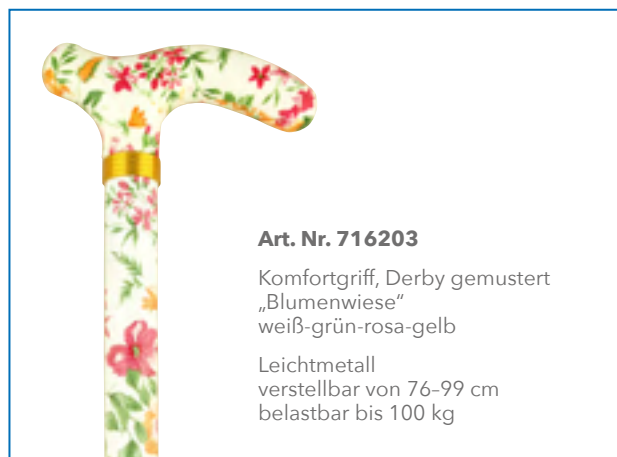 Art. Nr. 716203
Komfortgriff, Derby gemustert
„Blumenwiese“
weiß-grün-rosa-gelb
Leichtmetall
verstellbar von 76–99 cm
belastbar bis 100 kg